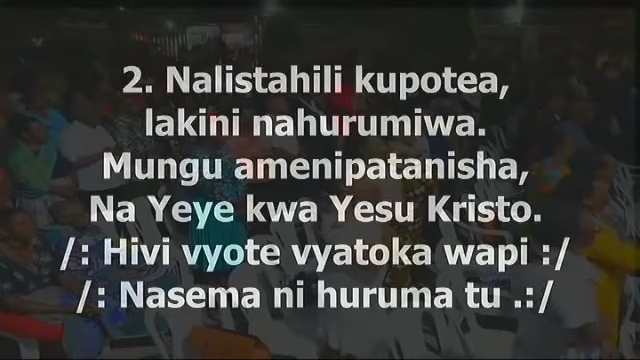 2. Nalistahili kupotea,
lakini nahurumiwa.
Mungu amenipatanisha,
Na Yeye kwa Yesu Kristo.
/: Hivi vyote vyatoka wapi :/
/: Nasema ni huruma tu .:/